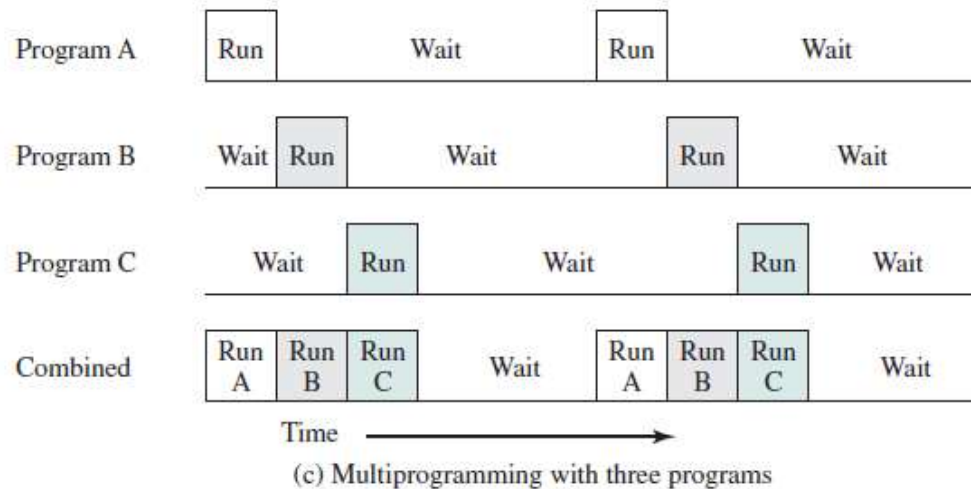 Program A Run Wait Run Wait
Program B Wait Run Wait Run Wait
Program C Wait Run Wait Run Wait
Combined Run A Run B Run C Wait Run A Run B Run C Wait
Time
(c) Multiprogramming with three programs